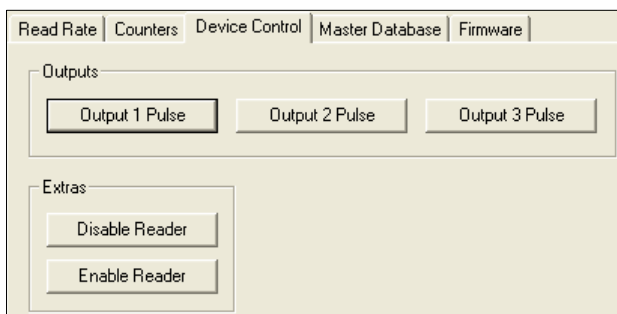 Read Rate Counters Device Control Master Database Firmware
Outputs
Output 1 Pulse Output 2 Pulse Output 3 Pulse
Extras
Disable Reader
Enable Reader